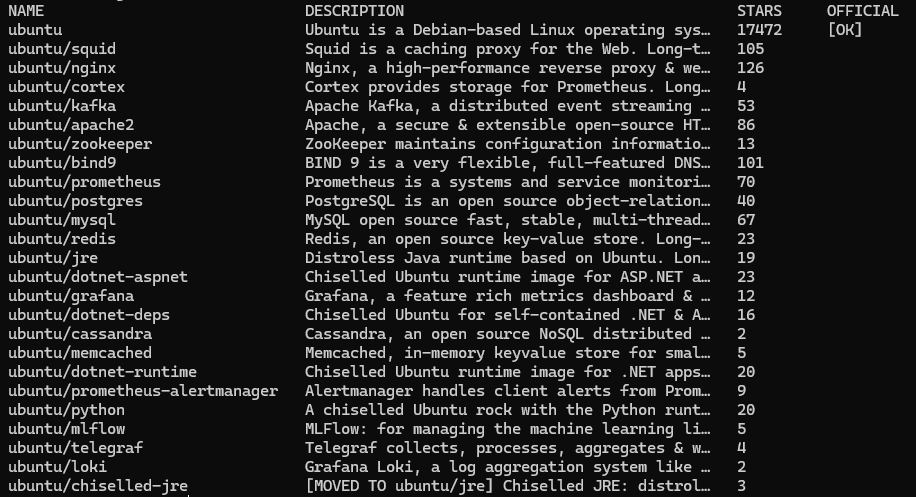 NAME DESCRIPTION STARS OFFICIAL
ubuntu Ubuntu is a Debian-based Linux operating sys… 17472 [OK]
ubuntu/squid Squid is a caching proxy for the Web. Long-t… 105
ubuntu/nginx Nginx, a high-performance reverse proxy & we… 126
ubuntu/cortex Cortex provides storage for Prometheus. Long… 4
ubuntu/kafka Apache Kafka, a distributed event streaming … 53
ubuntu/apache2 Apache, a secure & extensible open-source HT… 86
ubuntu/zookeeper ZooKeeper maintains configuration informatio… 13
ubuntu/bind9 BIND 9 is a very flexible, full-featured DNS… 101
ubuntu/prometheus Prometheus is a systems and service monitori… 70
ubuntu/postgres PostgreSQL is an open source object-relation… 40
ubuntu/mysql MySQL open source fast, stable, multi-thread… 67
ubuntu/redis Redis, an open source key-value store. Long-… 23
ubuntu/jre Distroless Java runtime based on Ubuntu. Lon… 19
ubuntu/dotnet-aspnet Chiselled Ubuntu runtime image for ASP.NET a… 23
ubuntu/grafana Grafana, a feature rich metrics dashboard & … 12
ubuntu/dotnet-deps Chiselled Ubuntu for self-contained .NET & A… 16
ubuntu/cassandra Cassandra, an open source NoSQL distributed … 2
ubuntu/memcached Memcached, in-memory keyvalue store for smal… 5
ubuntu/dotnet-runtime Chiselled Ubuntu runtime image for .NET apps… 20
ubuntu/prometheus-alertmanager Alertmanager handles client alerts from Prom… 9
ubuntu/python A chiselled Ubuntu rock with the Python runt… 20
ubuntu/mlflow MLFlow: for managing the machine learning li… 5
ubuntu/telegraf Telegraf collects, processes, aggregates & w… 4
ubuntu/loki Grafana Loki, a log aggregation system like … 2
ubuntu/chiselled-jre [MOVED TO ubuntu/jre] Chiselled JRE: distrol… 3